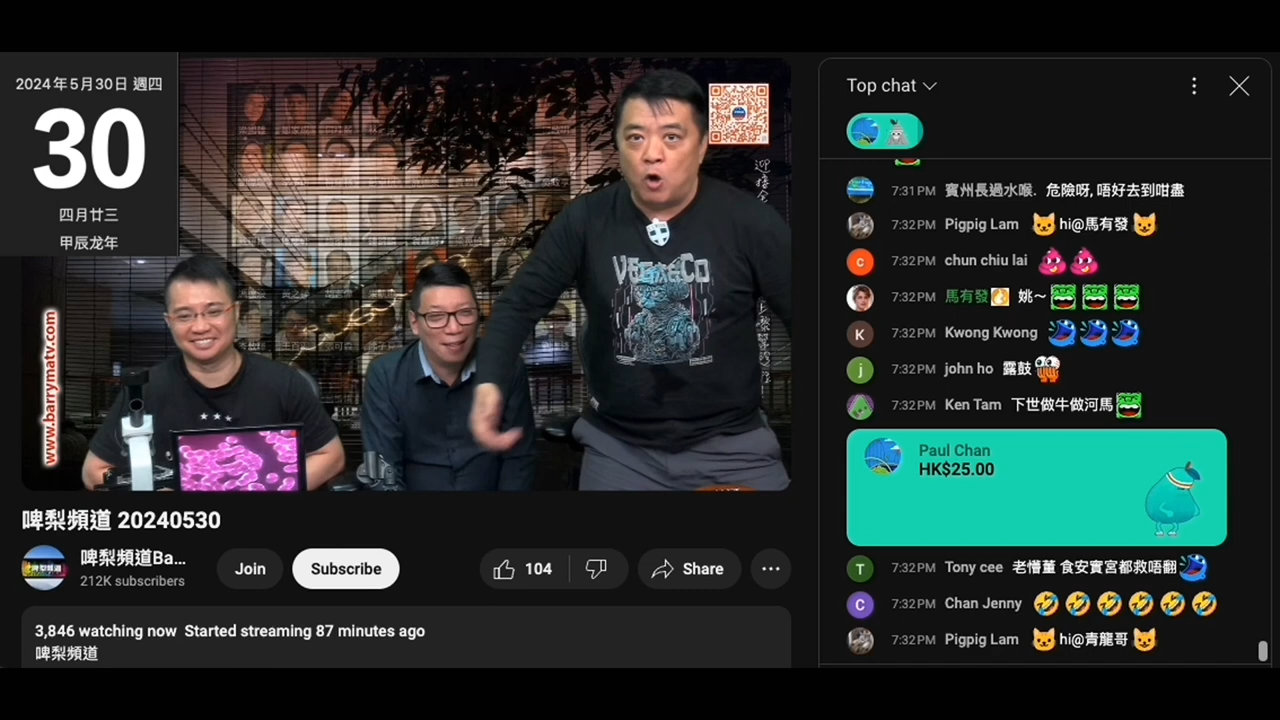 2024年5月30日 週四
30
四月廿三
甲辰龙年
www.barrymatv.com
VEGA&CO
啤梨頻道 20240530
啤梨頻道Ba...
212K subscribers
Join
Subscribe
104
Share
3,846 watching now Started streaming 87 minutes ago
啤梨頻道
Top chat
7:31 PM 賓州長過水喉. 危險呀, 唔好去到咁盡
7:32 PM Pigpig Lam hi@馬有發
7:32 PM chun chiu lai
7:32 PM 馬有發 姚～
7:32 PM Kwong Kwong
7:32 PM john ho 露鼓
7:32 PM Ken Tam 下世做牛做河馬
Paul Chan
HK$25.00
7:32 PM Tony cee 老懵董 食安實宮都救唔翻
7:32 PM Chan Jenny
7:32 PM Pigpig Lam hi@青龍哥